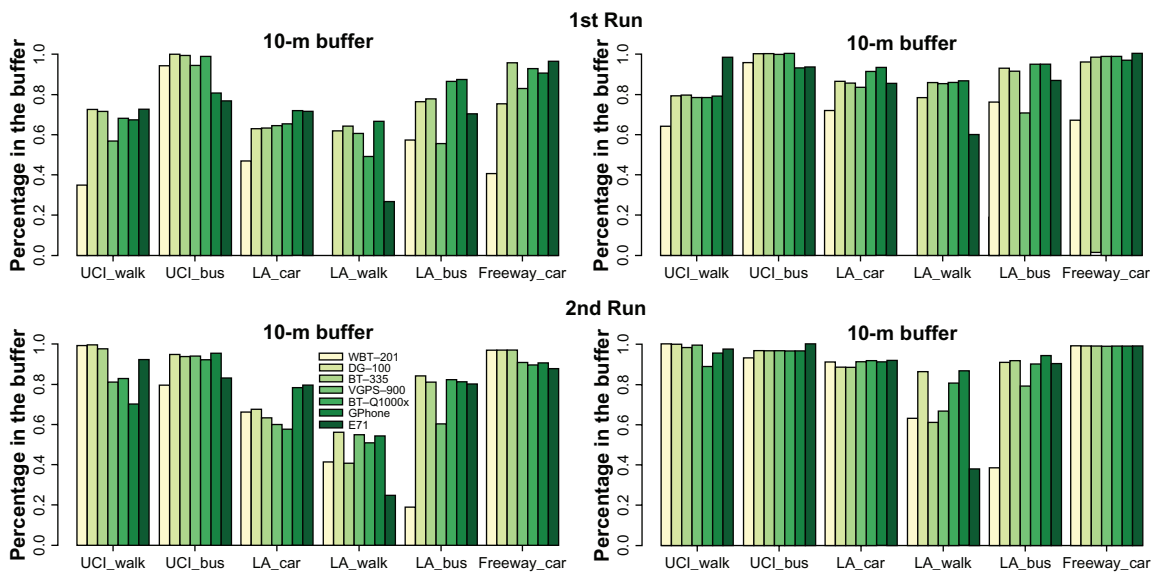 1st Run
10-m buffer
Percentage in the buffer
0.0 0.2 0.4 0.6 0.8 1.0
UCI_walk UCI_bus LA_car LA_walk LA_bus Freeway_car
10-m buffer
Percentage in the buffer
0.0 0.2 0.4 0.6 0.8 1.0
UCI_walk UCI_bus LA_car LA_walk LA_bus Freeway_car
2nd Run
10-m buffer
Percentage in the buffer
0.0 0.2 0.4 0.6 0.8 1.0
WBT–201
DG–100
BT–335
VGPS–900
BT–Q1000x
GPhone
E71
UCI_walk UCI_bus LA_car LA_walk LA_bus Freeway_car
10-m buffer
Percentage in the buffer
0.0 0.2 0.4 0.6 0.8 1.0
UCI_walk UCI_bus LA_car LA_walk LA_bus Freeway_car